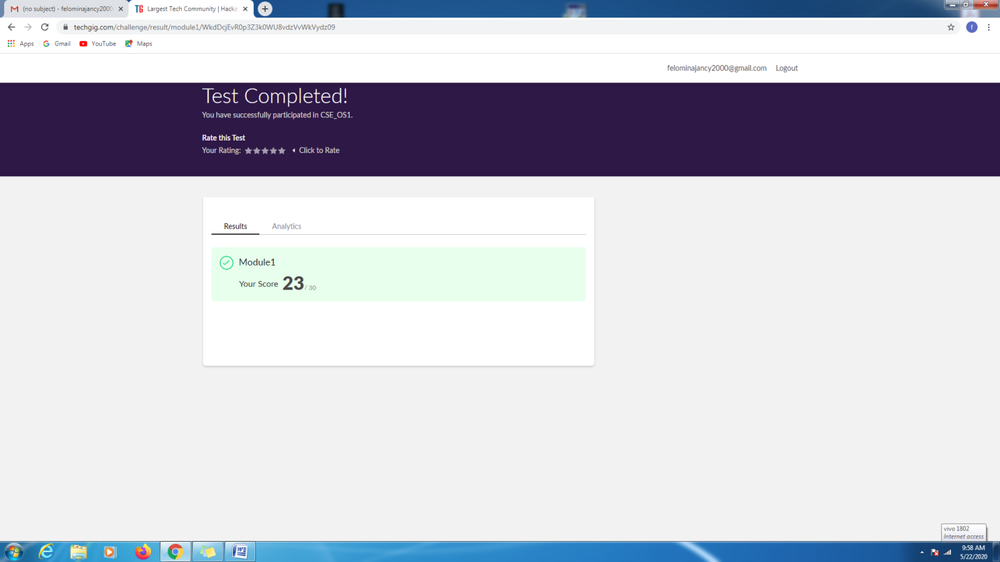 (no subject) - felominajancy2000
Largest Tech Community | Hacka
techgig.com/challenge/result/module1/WkdDcjEvR0p3Z3k0WU8vdzVvWkVydz09
f
Apps Gmail YouTube Maps
felominajancy2000@gmail.com Logout
Test Completed!
You have successfully participated in CSE_OS1.
Rate this Test
Your Rating: Click to Rate
Results Analytics
Module1
Your Score 23 / 30
vivo 1802
Internet access
9:58 AM
5/22/2020